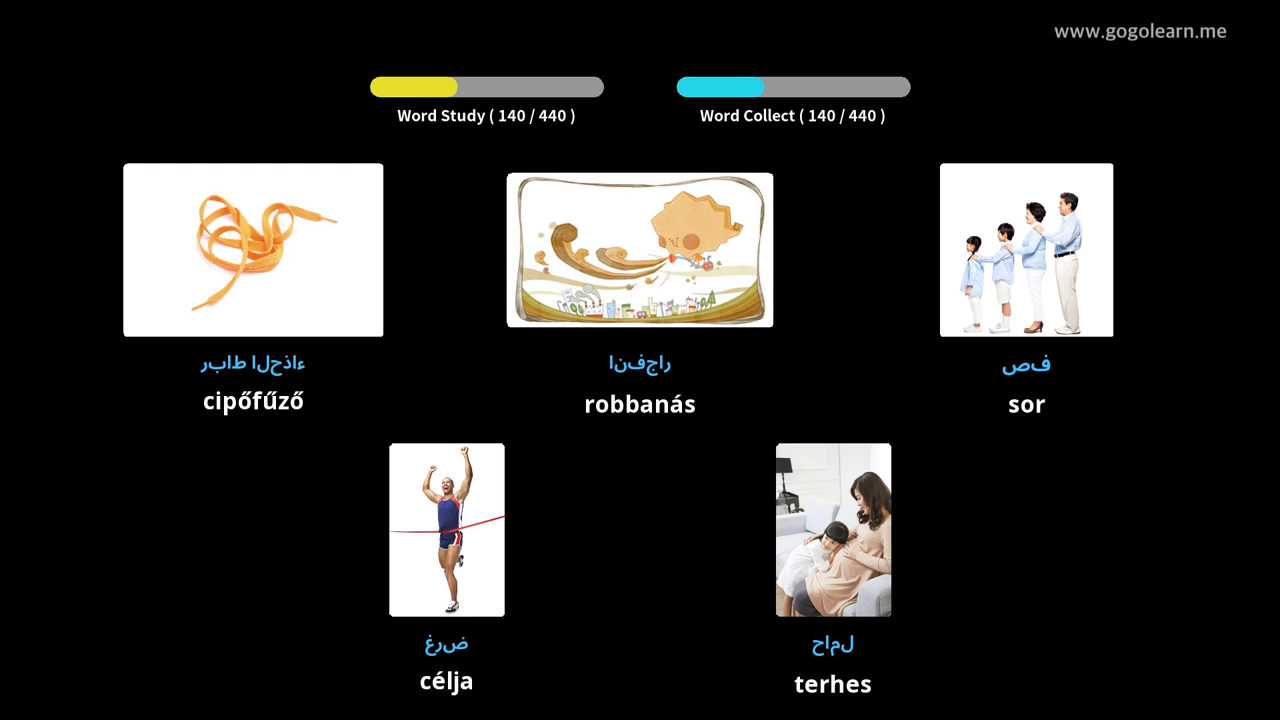 www.gogolearn.me
Word Study ( 140 / 440 )
Word Collect ( 140 / 440 )
رباط الحذاء
انفجار
صف
cipőfűző
robbanás
sor
غرض
حامل
célja
terhes